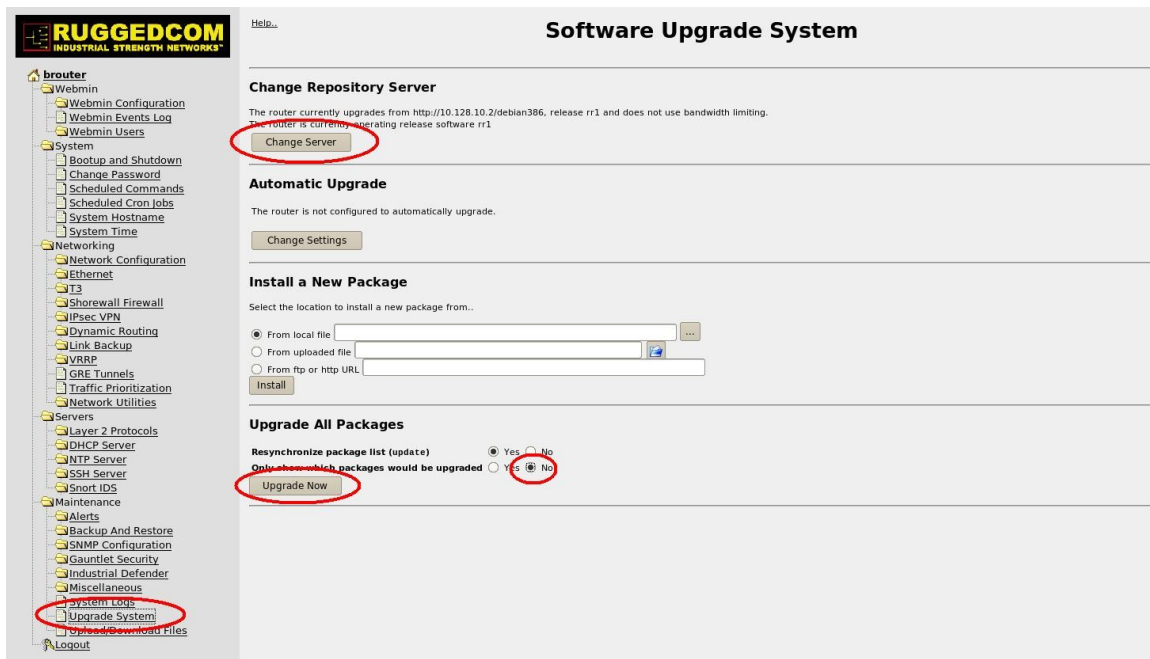 RUGGEDCOM
INDUSTRIAL STRENGTH NETWORKS™
brouter
Webmin
Webmin Configuration
Webmin Events Log
Webmin Users
System
Bootup and Shutdown
Change Password
Scheduled Commands
Scheduled Cron Jobs
System Hostname
System Time
Networking
Network Configuration
Ethernet
T3
Shorewall Firewall
IPsec VPN
Dynamic Routing
Link Backup
VRRP
GRE Tunnels
Traffic Prioritization
Network Utilities
Servers
Layer 2 Protocols
DHCP Server
NTP Server
SSH Server
Snort IDS
Maintenance
Alerts
Backup And Restore
SNMP Configuration
Gauntlet Security
Industrial Defender
Miscellaneous
System Logs
Upgrade System
Upload/Download Files
Logout
Help..
Software Upgrade System
Change Repository Server
The router currently upgrades from http://10.128.10.2/debian386, release rr1 and does not use bandwidth limiting.
The router is currently operating release software rr1
Change Server
Automatic Upgrade
The router is not configured to automatically upgrade.
Change Settings
Install a New Package
Select the location to install a new package from..
From local file ...
From uploaded file
From ftp or http URL
Install
Upgrade All Packages
Resynchronize package list (update) Yes No
Only show which packages would be upgraded Yes No
Upgrade Now